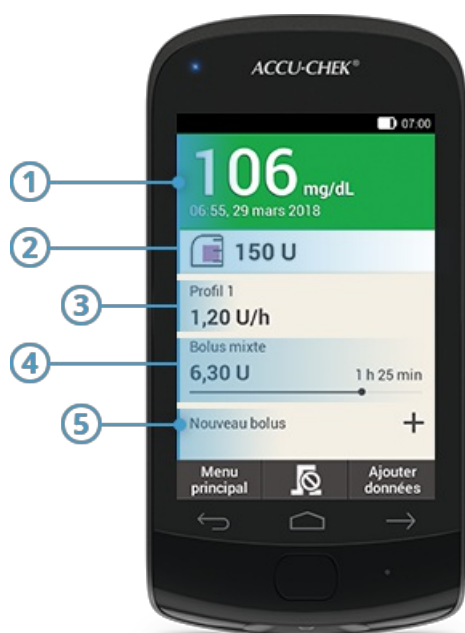 ACCU-CHEK®
07:00
1
106 mg/dL
06:55, 29 mars 2018
2
150 U
3
Profil 1
1,20 U/h
4
Bolus mixte
6,30 U
1 h 25 min
5
Nouveau bolus
+
Menu principal
Ajouter données